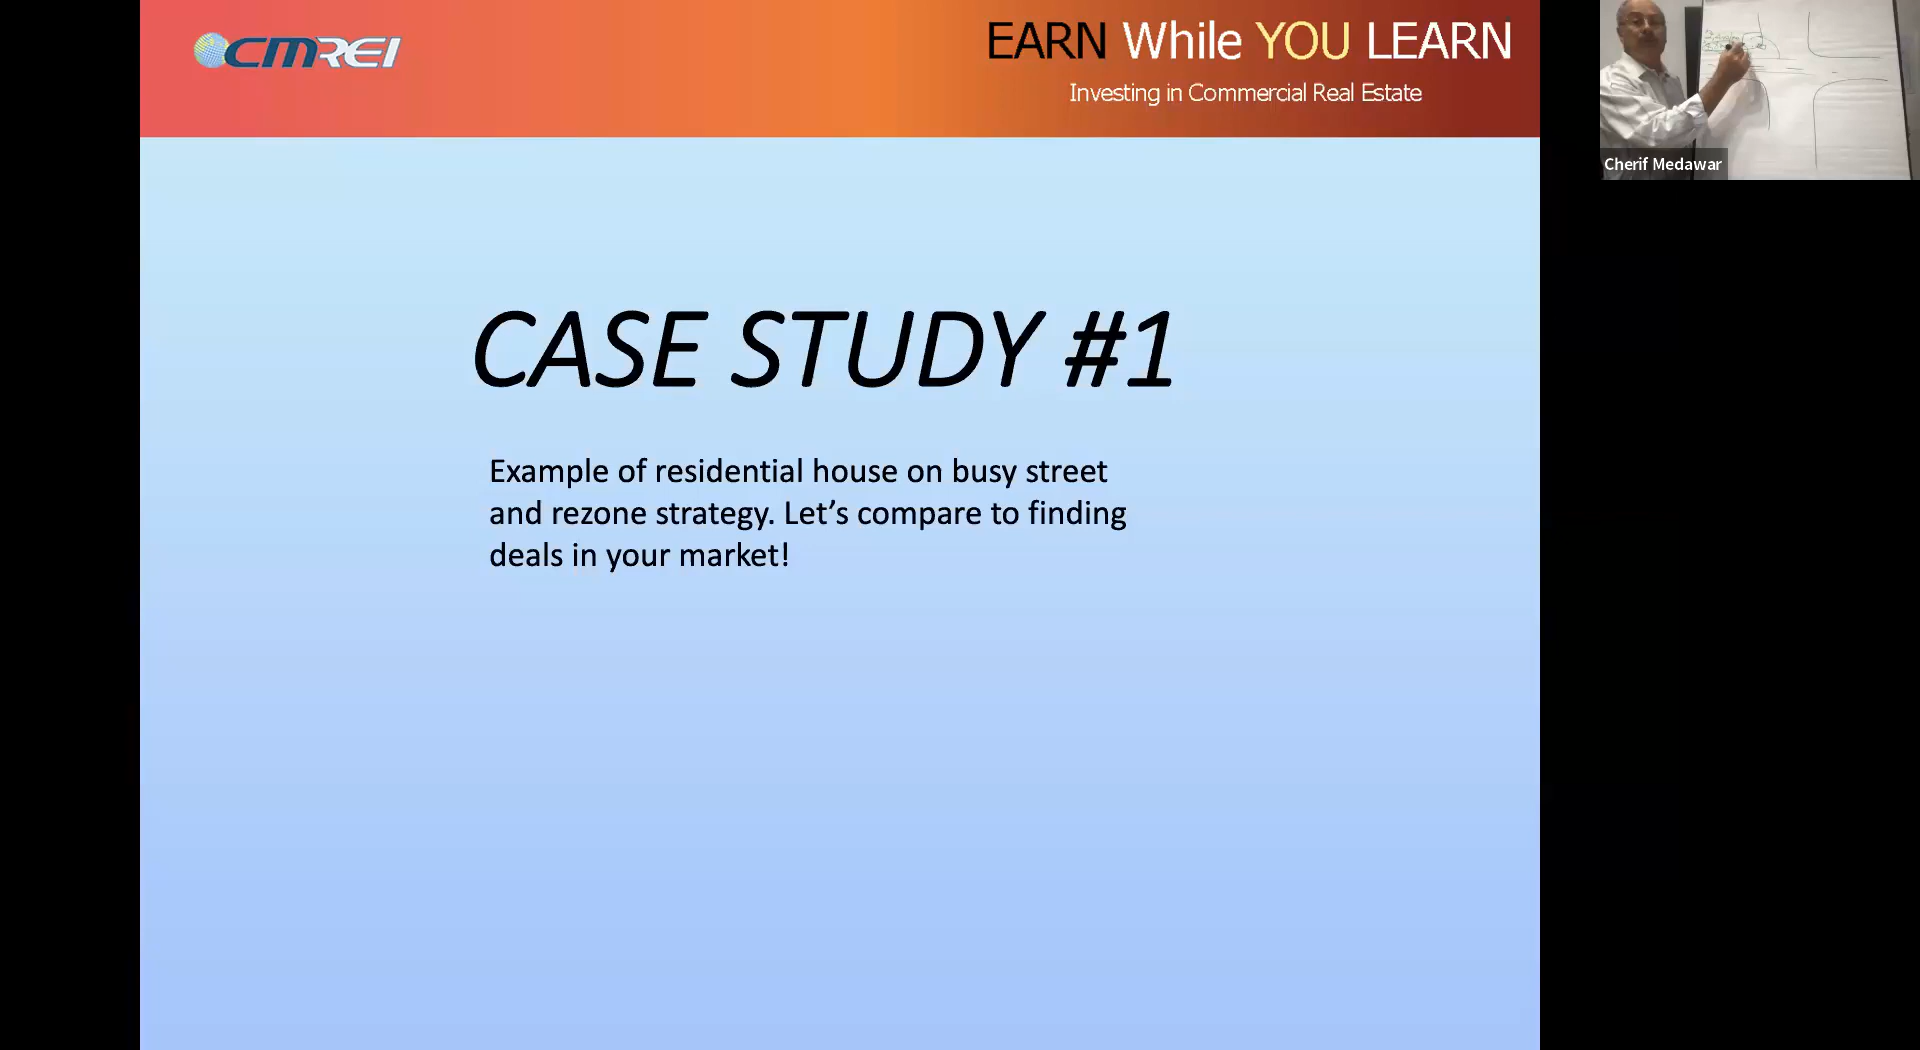 CMREI
EARN While YOU LEARN
Investing in Commercial Real Estate
Cherif Medawar
CASE STUDY #1
Example of residential house on busy street
and rezone strategy. Let’s compare to finding
deals in your market!